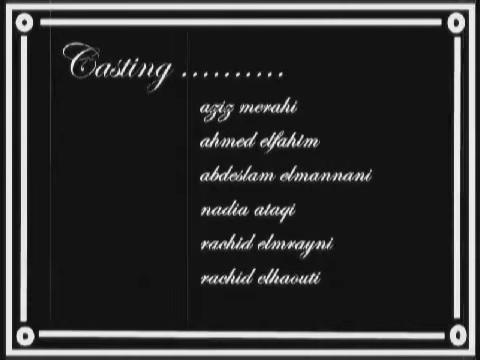 Casting ..........
aziz merahi
ahmed elfahim
abdeslam elmannani
nadia ataqi
rachid elmrayni
rachid elhaouti